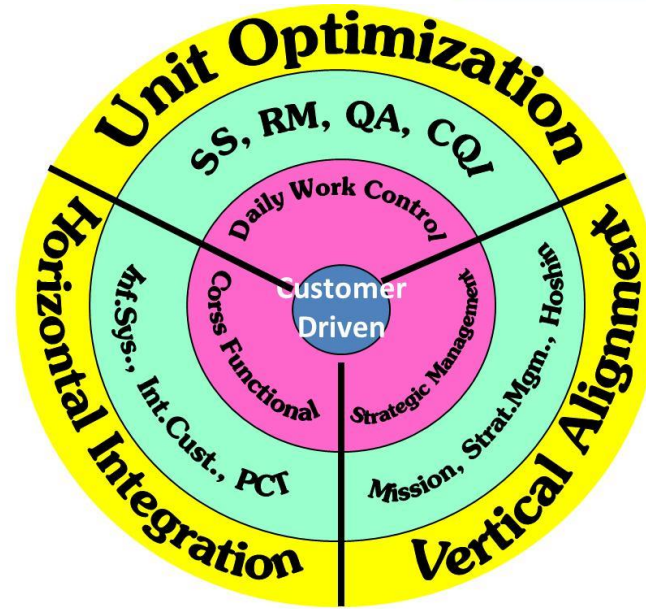 Unit Optimization
SS, RM, QA, CQI
Daily Work Control
Customer
Driven
Horizontal Integration
Inf.Sys., Int.Cust., PCT
Corss Functional
Strategic Management
Mission, Strat.Mgm., Hoshin
Vertical Alignment